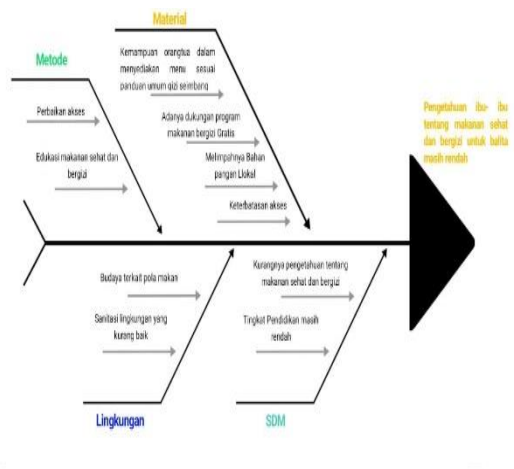 Material
Kemampuan orangtua dalam
menyediakan menu sesuai
panduan umum gizi seimbang
Adanya dukungan program
makanan bergizi Gratis
Melimpahnya Bahan
pangan Llokal
Keterbatasan akses
Metode
Perbaikan akses
Edukasi makanan sehat dan
bergizi
Pengetahuan ibu- ibu
tentang makanan sehat
dan bergizi untuk balita
masih rendah
Budaya terkait pola makan
Sanitasi lingkungan yang
kurang baik
Lingkungan
Kurangnya pengetahuan tentang
makanan sehat dan bergizi
Tingkat Pendidikan masih
rendah
SDM